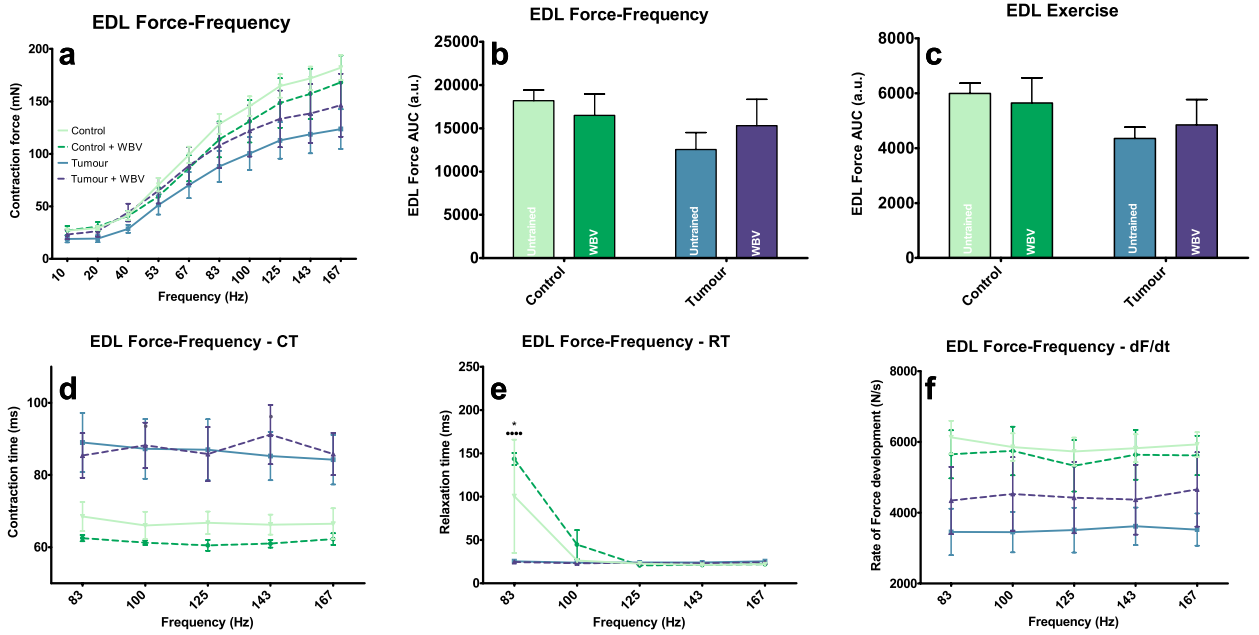 EDL Force-Frequency
a
Contraction force (mN)
200
150
100
50
0
Control
Control + WBV
Tumour
Tumour + WBV
10 20 40 53 67 83 100 125 143 167
Frequency (Hz)
EDL Force-Frequency
b
EDL Force AUC (a.u.)
25000
20000
15000
10000
5000
0
Untrained
WBV
Untrained
WBV
Control
Tumour
EDL Exercise
c
EDL Force AUC (a.u.)
8000
6000
4000
2000
0
Untrained
WBV
Untrained
WBV
Control
Tumour
EDL Force-Frequency - CT
d
Contraction time (ms)
100
80
60
83 100 125 143 167
Frequency (Hz)
EDL Force-Frequency - RT
e
Relaxation time (ms)
250
200
150
100
50
0
*
••••
83 100 125 143 167
Frequency (Hz)
EDL Force-Frequency - dF/dt
f
Rate of Force development (N/s)
8000
6000
4000
2000
83 100 125 143 167
Frequency (Hz)